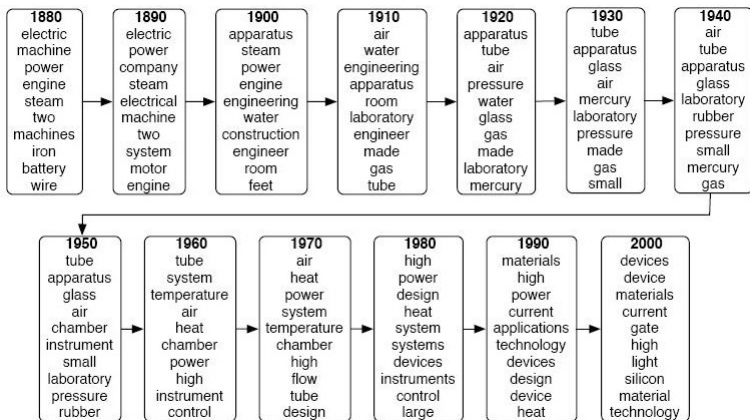 1880
electric
machine
power
engine
steam
two
machines
iron
battery
wire
1890
electric
power
company
steam
electrical
machine
two
system
motor
engine
1900
apparatus
steam
power
engine
engineering
water
construction
engineer
room
feet
1910
air
water
engineering
apparatus
room
laboratory
engineer
made
gas
tube
1920
apparatus
tube
air
pressure
water
glass
gas
made
laboratory
mercury
1930
tube
apparatus
glass
air
mercury
laboratory
pressure
made
gas
small
1940
air
tube
apparatus
glass
laboratory
rubber
pressure
small
mercury
gas
1950
tube
apparatus
glass
air
chamber
instrument
small
laboratory
pressure
rubber
1960
tube
system
temperature
air
heat
chamber
power
high
instrument
control
1970
air
heat
power
system
temperature
chamber
high
flow
tube
design
1980
high
power
design
heat
system
systems
devices
instruments
control
large
1990
materials
high
power
current
applications
technology
devices
design
device
heat
2000
devices
device
materials
current
gate
high
light
silicon
material
technology